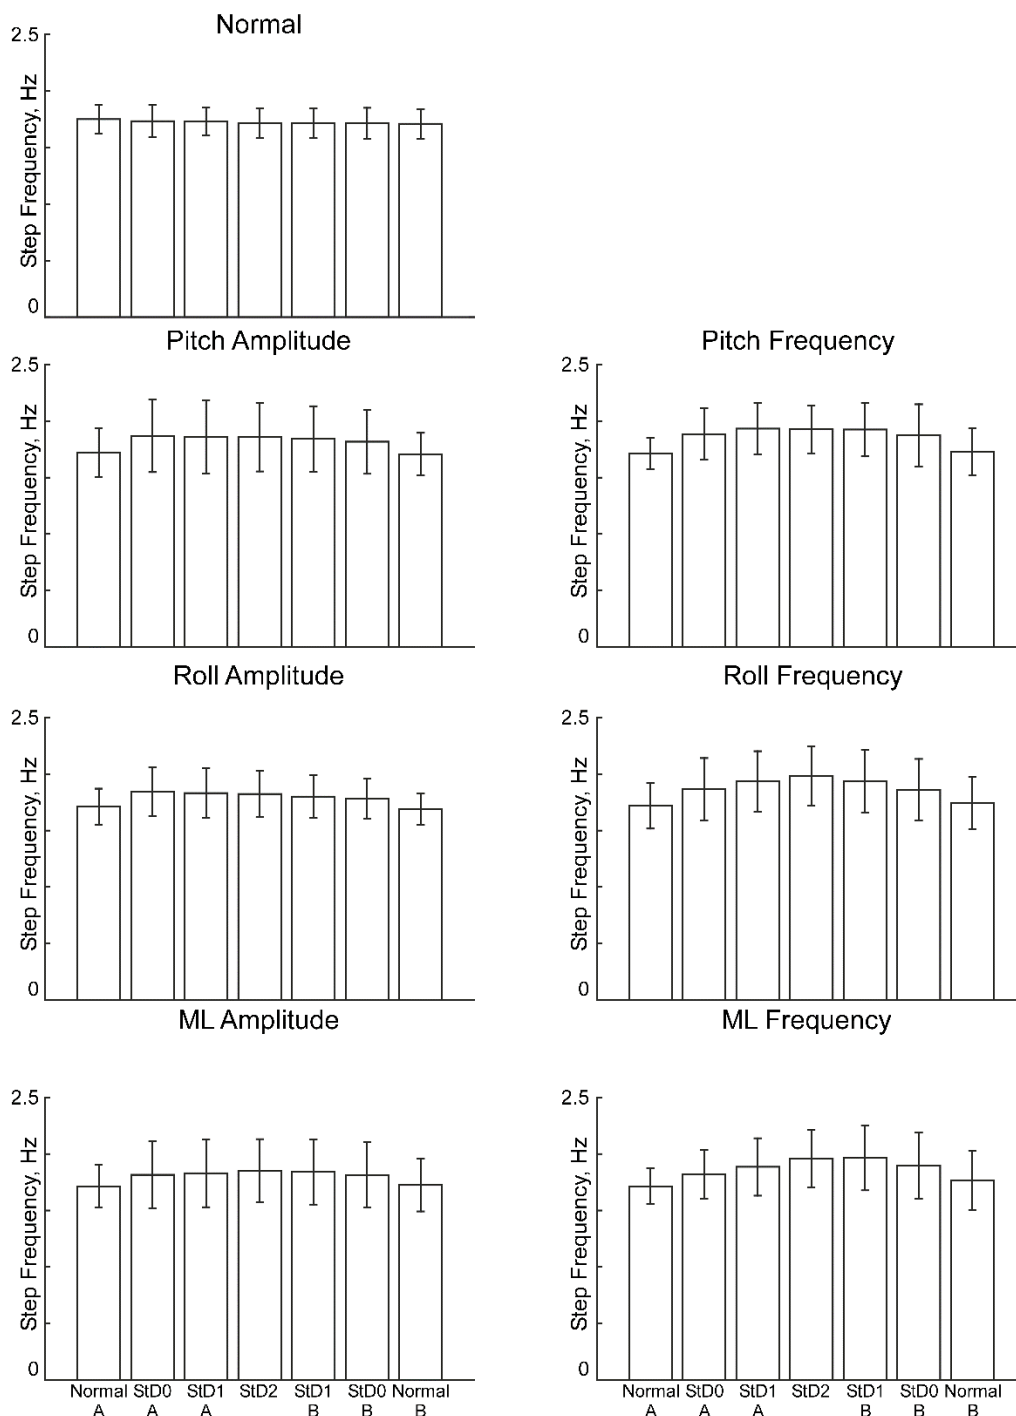 Normal
2.5
Step Frequency, Hz
0
Pitch Amplitude
2.5
Step Frequency, Hz
0
Pitch Frequency
2.5
Step Frequency, Hz
0
Roll Amplitude
2.5
Step Frequency, Hz
0
Roll Frequency
2.5
Step Frequency, Hz
0
ML Amplitude
2.5
Step Frequency, Hz
0
Normal StD0 StD1 StD2 StD1 StD0 Normal
A A A B B B
ML Frequency
2.5
Step Frequency, Hz
0
Normal StD0 StD1 StD2 StD1 StD0 Normal
A A A B B B